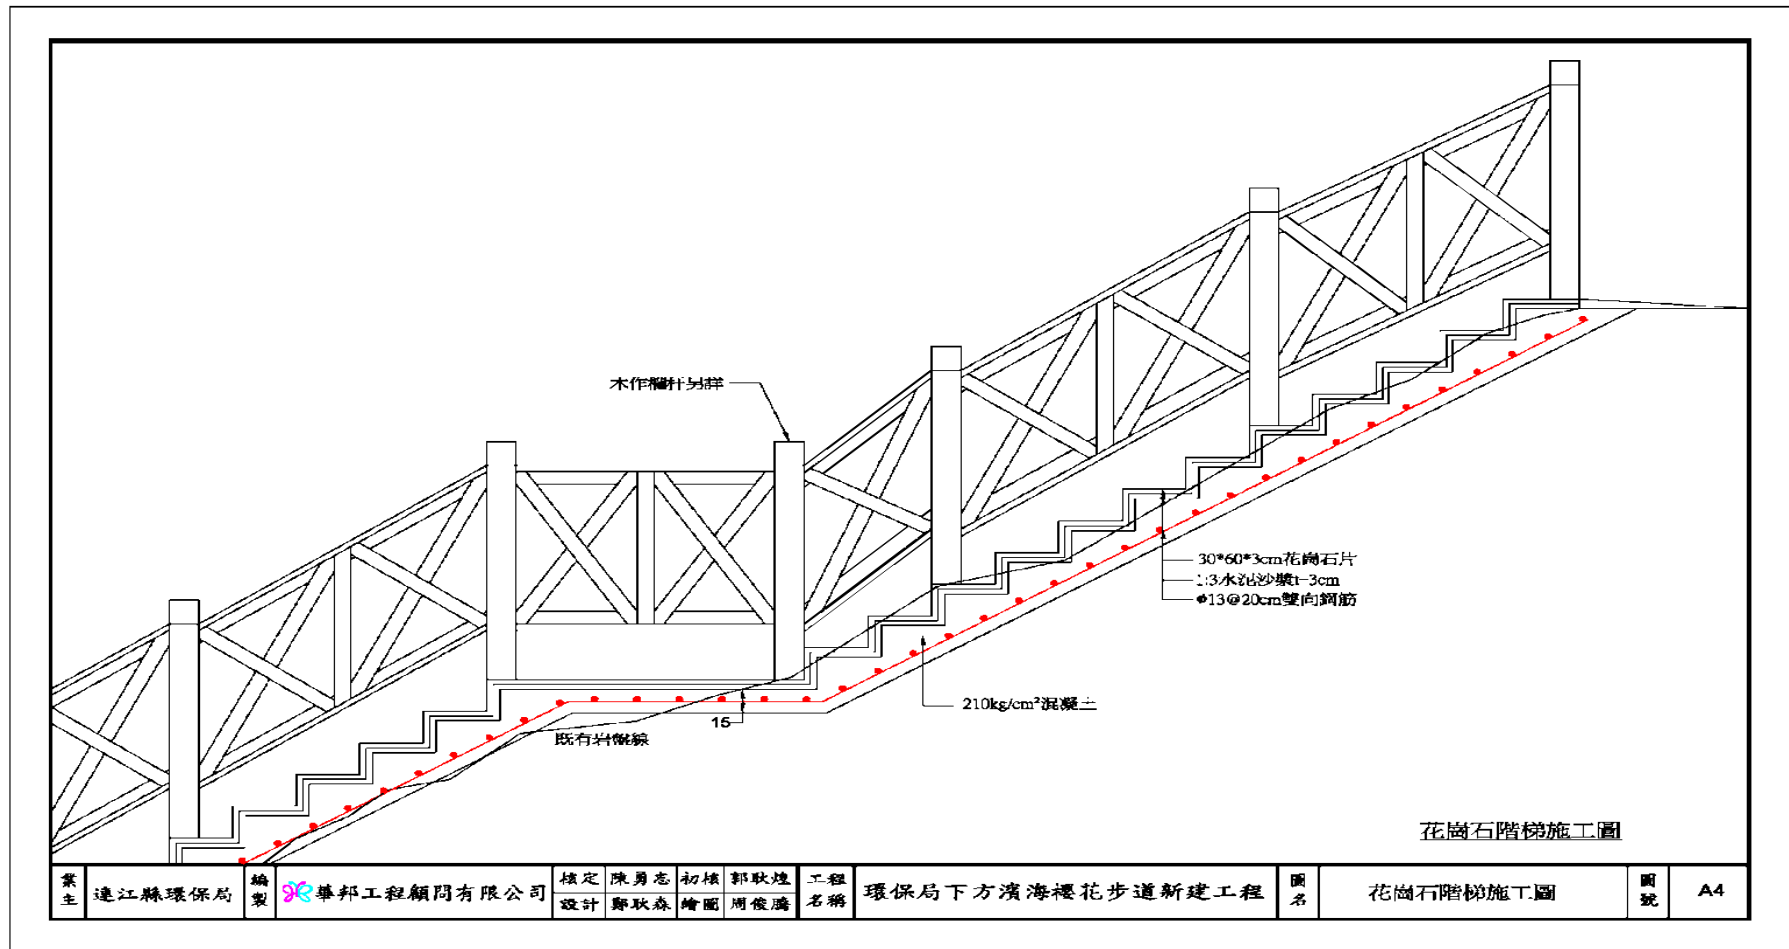 木作欄杆另詳
30*60*3cm花崗石片
1:3水泥沙漿t=3cm
φ13@20cm雙向鋼筋
210kg/cm²混凝土
15
既有岩盤線
花崗石階梯施工圖
業主 連江縣環保局 編製 華邦工程顧問有限公司 核定 陳勇志 初核 郭耿煌 工程名稱 環保局下方濱海櫻花步道新建工程 圖名 花崗石階梯施工圖 圖號 A4
設計 鄭耿森 繪圖 周俊騰